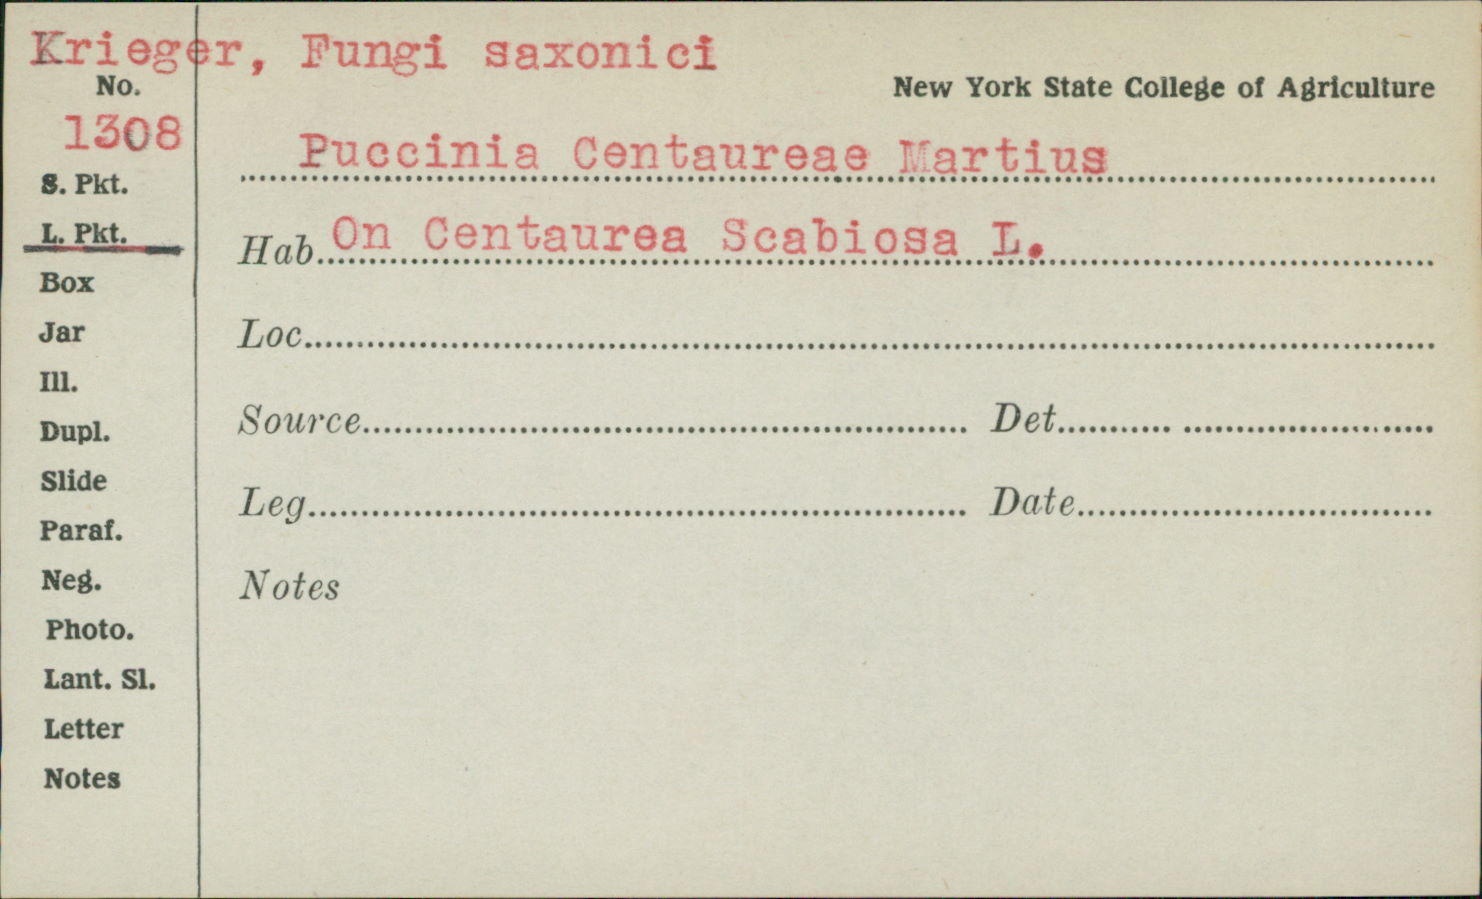 Krieger, Fungi saxonici
No.
New York State College of Agriculture
1308
Puccinia Centaureae Martius
S. Pkt.
L. Pkt.
Hab. On Centaurea Scabiosa L.
Box
Jar
Loc.
Ill.
Dupl.
Source Det.
Slide
Leg. Date
Paraf.
Neg.
Notes
Photo.
Lant. Sl.
Letter
Notes